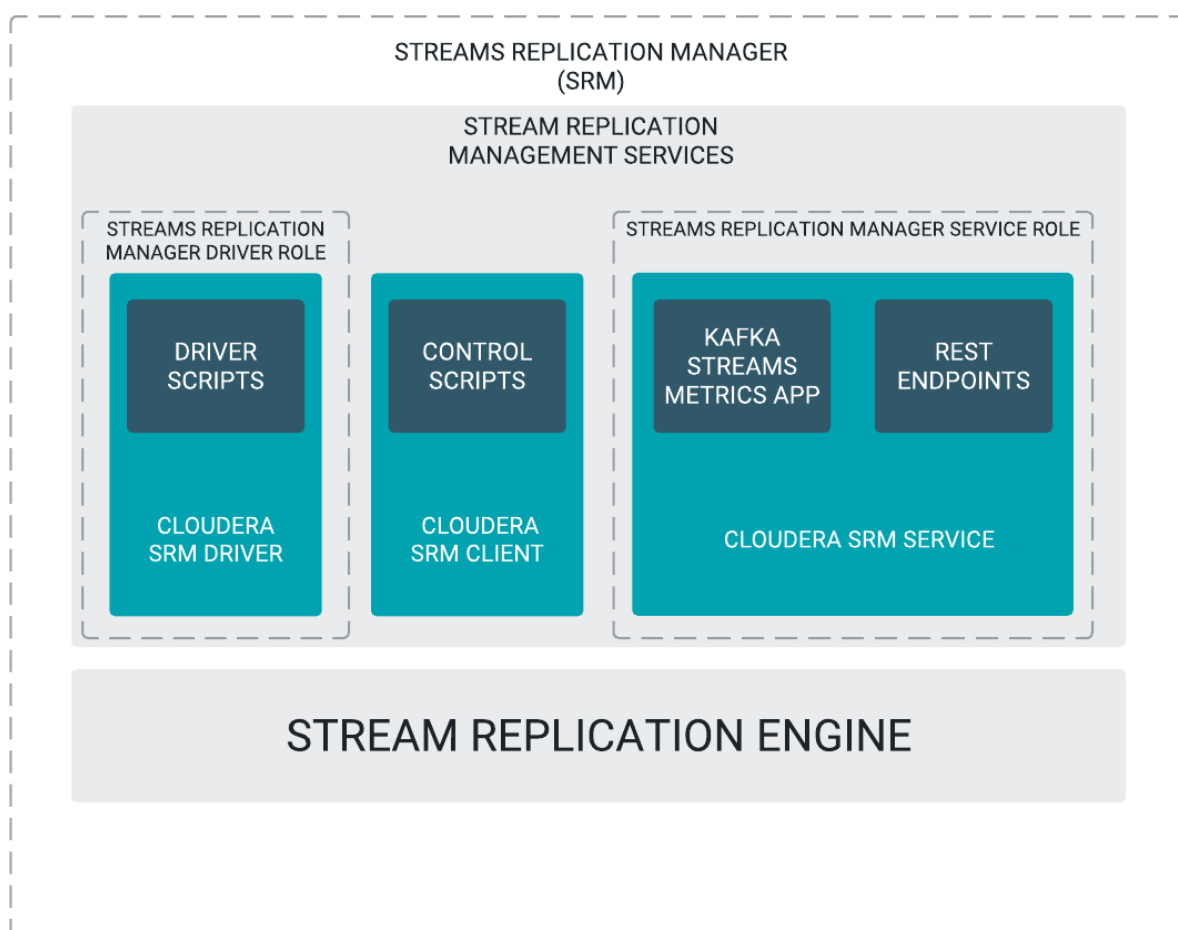 STREAMS REPLICATION MANAGER
(SRM)
STREAM REPLICATION
MANAGEMENT SERVICES
STREAMS REPLICATION
MANAGER DRIVER ROLE
DRIVER
SCRIPTS
CLOUDERA
SRM DRIVER
CONTROL
SCRIPTS
CLOUDERA
SRM CLIENT
STREAMS REPLICATION MANAGER SERVICE ROLE
KAFKA
STREAMS
METRICS APP
REST
ENDPOINTS
CLOUDERA SRM SERVICE
STREAM REPLICATION ENGINE